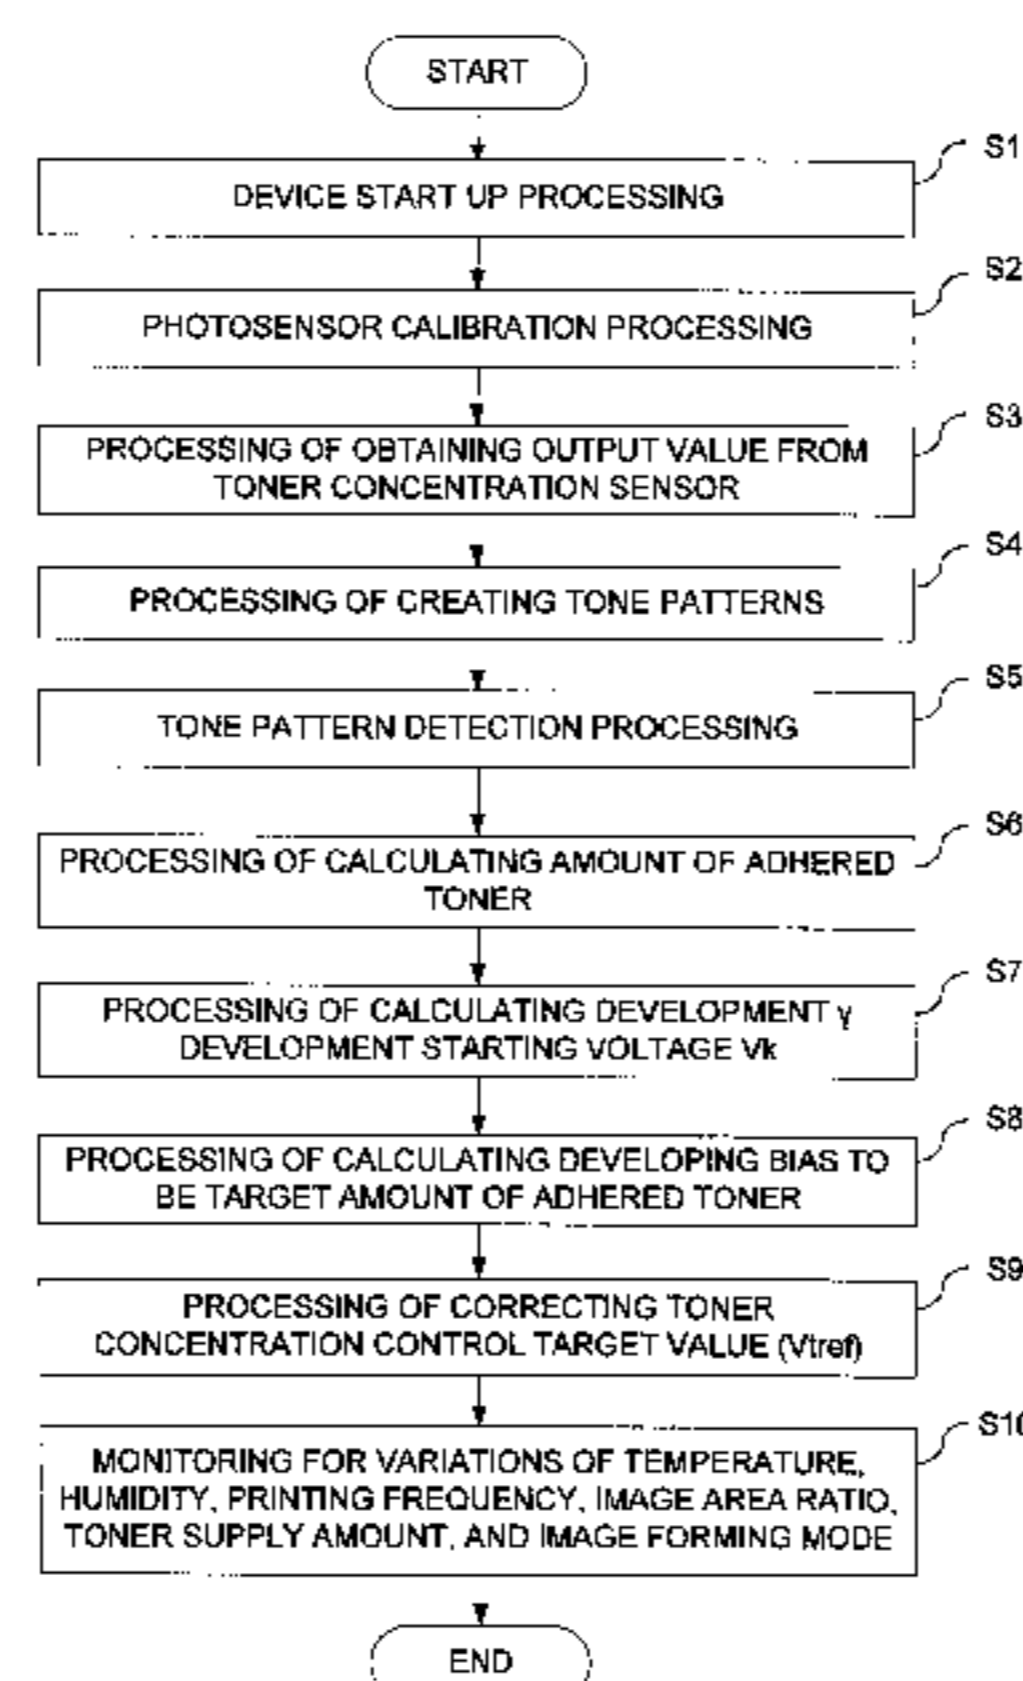 START
S1
DEVICE START UP PROCESSING
S2
PHOTOSENSOR CALIBRATION PROCESSING
S3
PROCESSING OF OBTAINING OUTPUT VALUE FROM
TONER CONCENTRATION SENSOR
S4
PROCESSING OF CREATING TONE PATTERNS
S5
TONE PATTERN DETECTION PROCESSING
S6
PROCESSING OF CALCULATING AMOUNT OF ADHERED
TONER
S7
PROCESSING OF CALCULATING DEVELOPMENT γ
DEVELOPMENT STARTING VOLTAGE Vk
S8
PROCESSING OF CALCULATING DEVELOPING BIAS TO
BE TARGET AMOUNT OF ADHERED TONER
S9
PROCESSING OF CORRECTING TONER
CONCENTRATION CONTROL TARGET VALUE (Vtref)
S10
MONITORING FOR VARIATIONS OF TEMPERATURE,
HUMIDITY, PRINTING FREQUENCY, IMAGE AREA RATIO,
TONER SUPPLY AMOUNT, AND IMAGE FORMING MODE
END